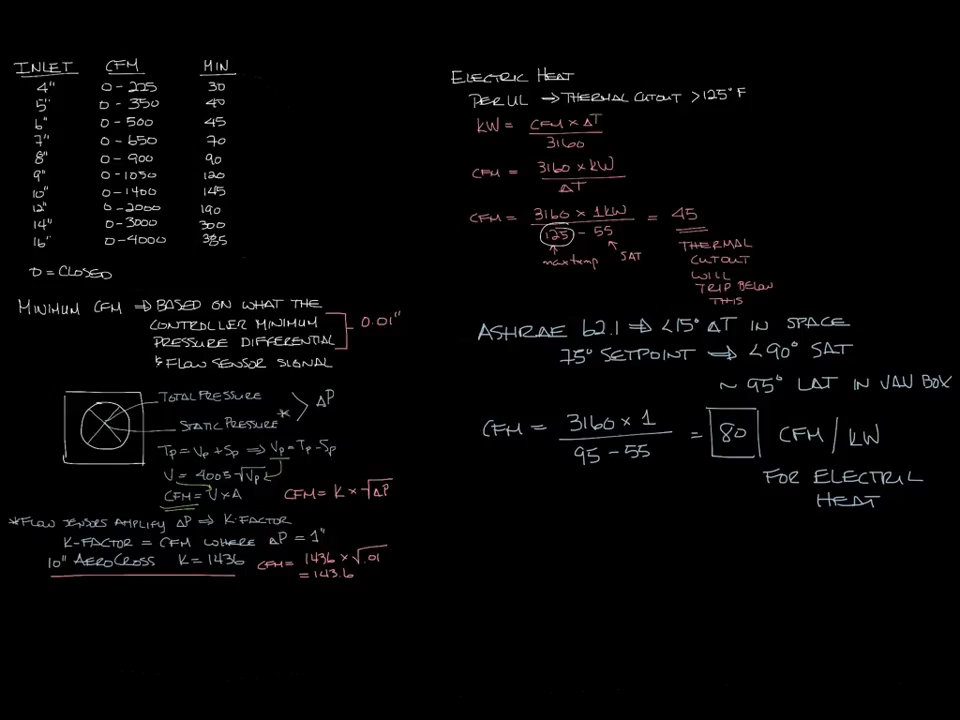 INLET CFM MIN
4" 0-225 30
5" 0-350 40
6" 0-500 45
7" 0-650 70
8" 0-900 90
9" 0-1050 120
10" 0-1400 145
12" 0-2000 190
14" 0-3000 300
16" 0-4000 385
0 = CLOSED
MINIMUM CFM ⇒ BASED ON WHAT THE
CONTROLLER MINIMUM
PRESSURE DIFFERENTIAL
0.01"
& FLOW SENSOR SIGNAL
TOTAL PRESSURE
STATIC PRESSURE *
ΔP
TP = VP + SP ⇒ VP = TP - SP
V = 4005 √VP
CFM = V x A
CFM = K x √ΔP
*FLOW SENSORS AMPLIFY ΔP ⇒ K-FACTOR
K-FACTOR = CFM WHERE ΔP = 1"
10" AEROCROSS K = 1436
CFM = 1436 x √.01
= 143.6
ELECTRIC HEAT
PER UL → THERMAL CUTOUT > 125° F
KW = CFM x ΔT / 3160
CFM = 3160 x KW / ΔT
CFM = 3160 x 1KW / 125 - 55 = 45
max temp SAT
THERMAL
CUTOUT
WILL
TRIP BELOW
THIS
ASHRAE 62.1 ⇒ <15° ΔT IN SPACE
75° SETPOINT ⇒ <90° SAT
~ 95° LAT IN VAV BOX
CFM = 3160 x 1 / 95 - 55 = 80 CFM/KW
FOR ELECTRIC
HEAT